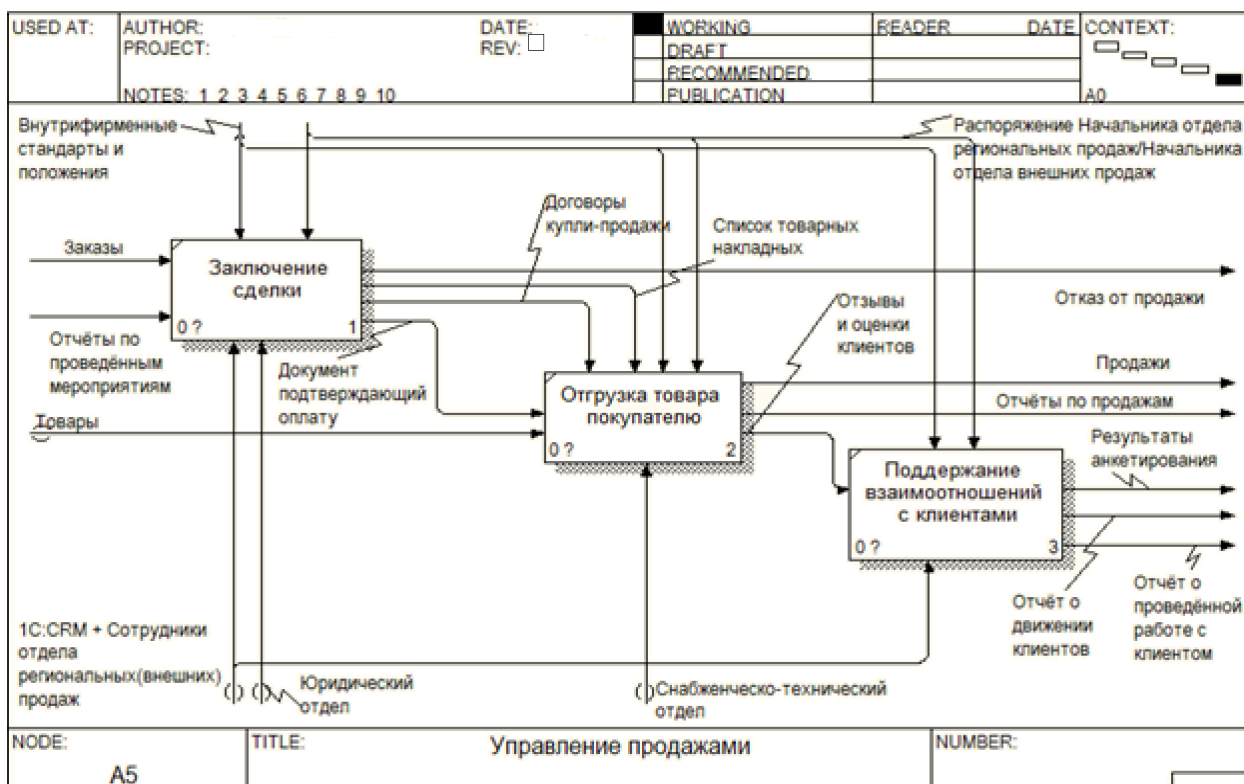 USED AT:
AUTHOR:
DATE:
PROJECT:
REV:
NOTES: 1 2 3 4 5 6 7 8 9 10
WORKING
DRAFT
RECOMMENDED
PUBLICATION
READER
DATE
CONTEXT:
A0
Внутрифирменные
стандарты и
положения
Распоряжение Начальника отдела
региональных продаж/Начальника
отдела внешних продаж
Договоры
купли-продажи
Список товарных
накладных
Заказы
Заключение
сделки
0 ?
1
Отказ от продажи
Отзывы
и оценки
клиентов
Отчёты по
проведённым
мероприятиям
Документ
подтверждающий
оплату
Товары
Отгрузка товара
покупателю
0 ?
2
Продажи
Отчёты по продажам
Результаты
анкетирования
Поддержание
взаимоотношений
с клиентами
0 ?
3
Отчёт о
движении
клиентов
Отчёт о
проведённой
работе с
клиентом
1С:CRM + Сотрудники
отдела
региональных(внешних)
продаж
Юридический
отдел
Снабженческо-технический
отдел
NODE:
A5
TITLE:
Управление продажами
NUMBER: